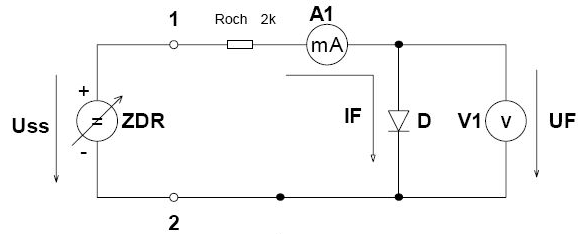 1
Roch 2k
A1
mA
+
Uss
=
ZDR
-
IF
D
V1
V
UF
2